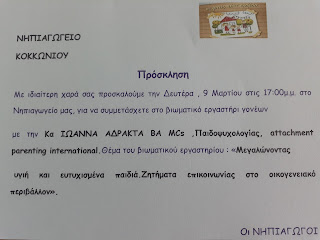 ΝΗΠΙΑΓΩΓΕΙΟ
ΚΟΚΚΩΝΙΟΥ
Πρόσκληση
Με ιδιαίτερη χαρά σας προσκαλούμε την Δευτέρα , 9 Μαρτίου στις 17:00μ.μ. στο
Νηπιαγωγείο μας, για να συμμετάσχετε στο βιωματικό εργαστήρι γονέων
με την Κα ΙΩΑΝΝΑ ΑΔΡΑΚΤΑ BA MCs ,Παιδοψυχολογίας, attachment
parenting international.Θέμα του βιωματικού εργαστηρίου : «Μεγαλώνοντας
υγιή και ευτυχισμένα παιδιά.Ζητήματα επικοινωνίας στο οικογενειακό
περιβάλλον».
Οι ΝΗΠΙΑΓΩΓΟΙ